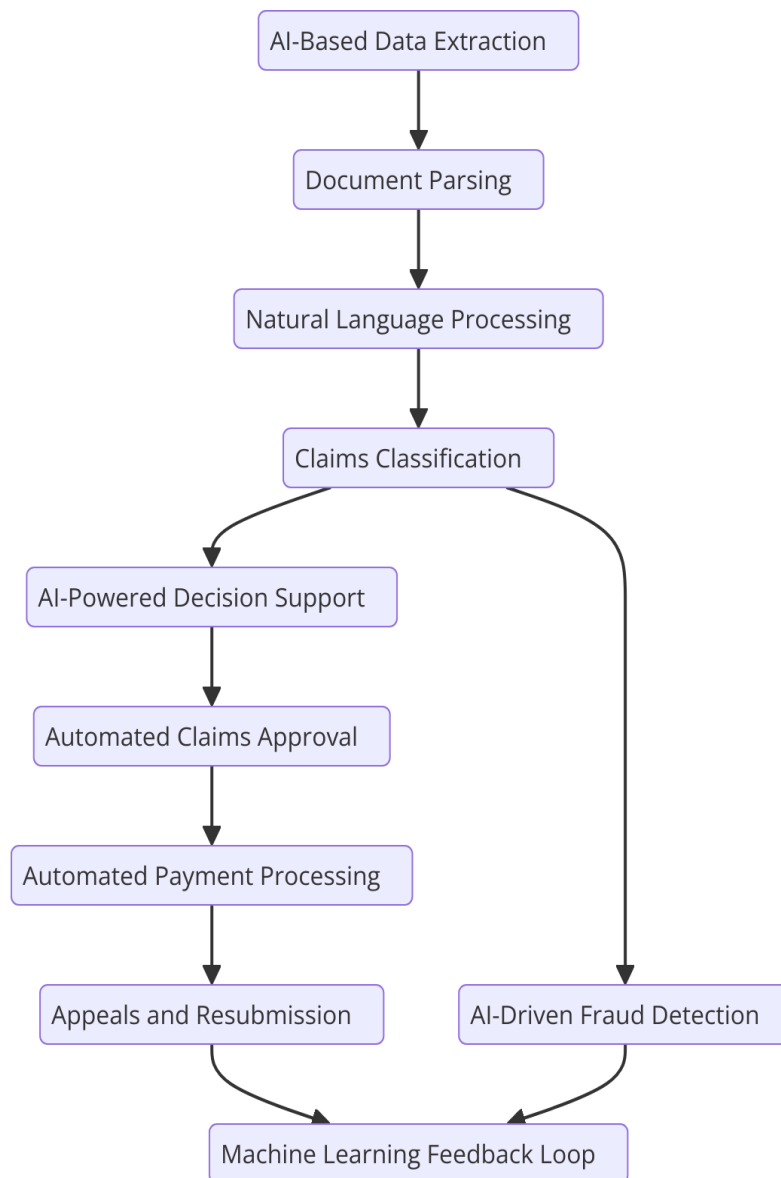 AI-Based Data Extraction
Document Parsing
Natural Language Processing
Claims Classification
AI-Powered Decision Support
Automated Claims Approval
Automated Payment Processing
Appeals and Resubmission
AI-Driven Fraud Detection
Machine Learning Feedback Loop